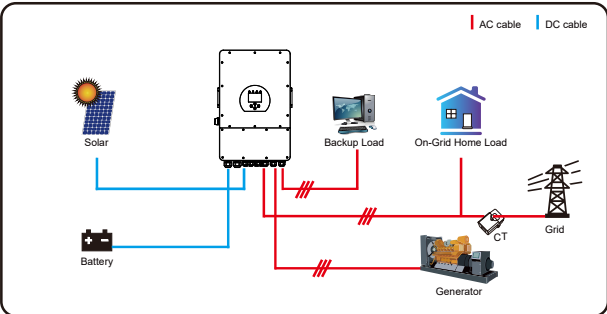 AC cable
DC cable
Solar
Backup Load
On-Grid Home Load
CT
Grid
Battery
Generator